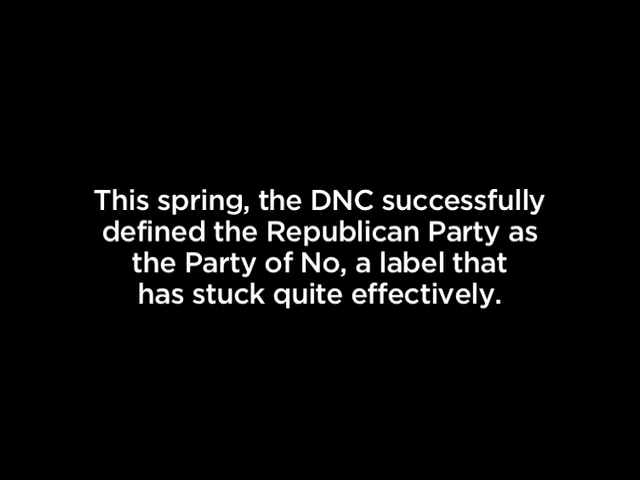 This spring, the DNC successfully
defined the Republican Party as
the Party of No, a label that
has stuck quite effectively.